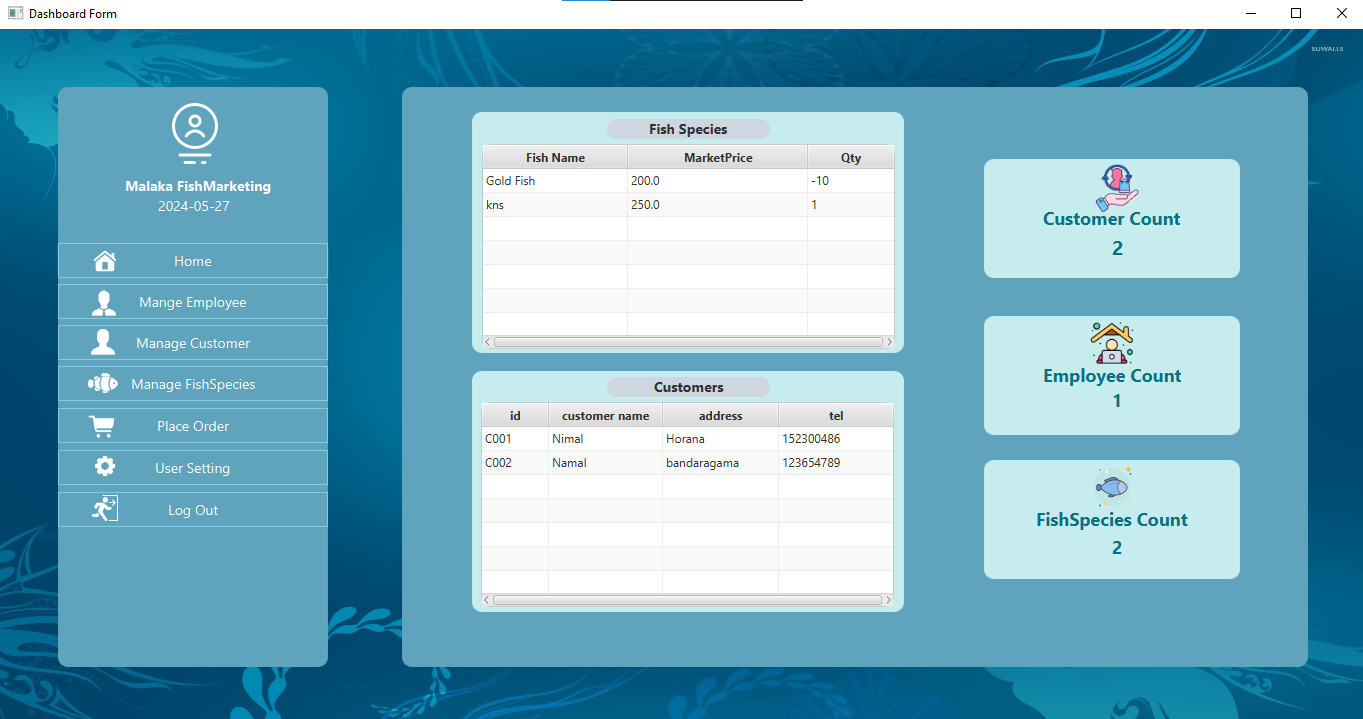 Dashboard Form
SUWALLS
Malaka FishMarketing
2024-05-27
Home
Mange Employee
Manage Customer
Manage FishSpecies
Place Order
User Setting
Log Out
Fish Species
Fish Name MarketPrice Qty
Gold Fish 200.0 -10
kns 250.0 1
Customers
id customer name address tel
C001 Nimal Horana 152300486
C002 Namal bandaragama 123654789
Customer Count
2
Employee Count
1
FishSpecies Count
2